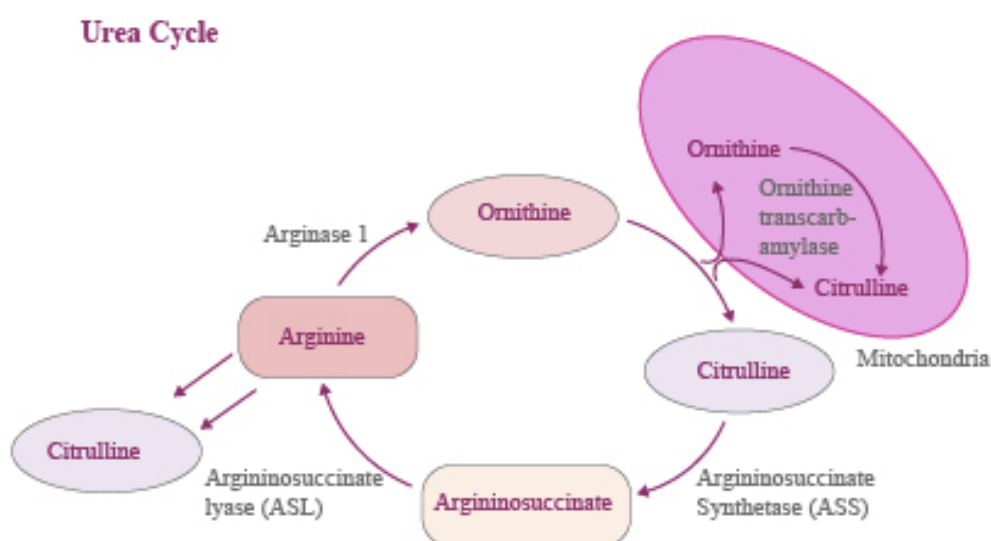 Urea Cycle
Ornithine
Ornithine
transcarb-
amylase
Citrulline
Mitochondria
Ornithine
Arginase 1
Arginine
Citrulline
Citrulline
Argininosuccinate
lyase (ASL)
Argininosuccinate
Argininosuccinate
Synthetase (ASS)